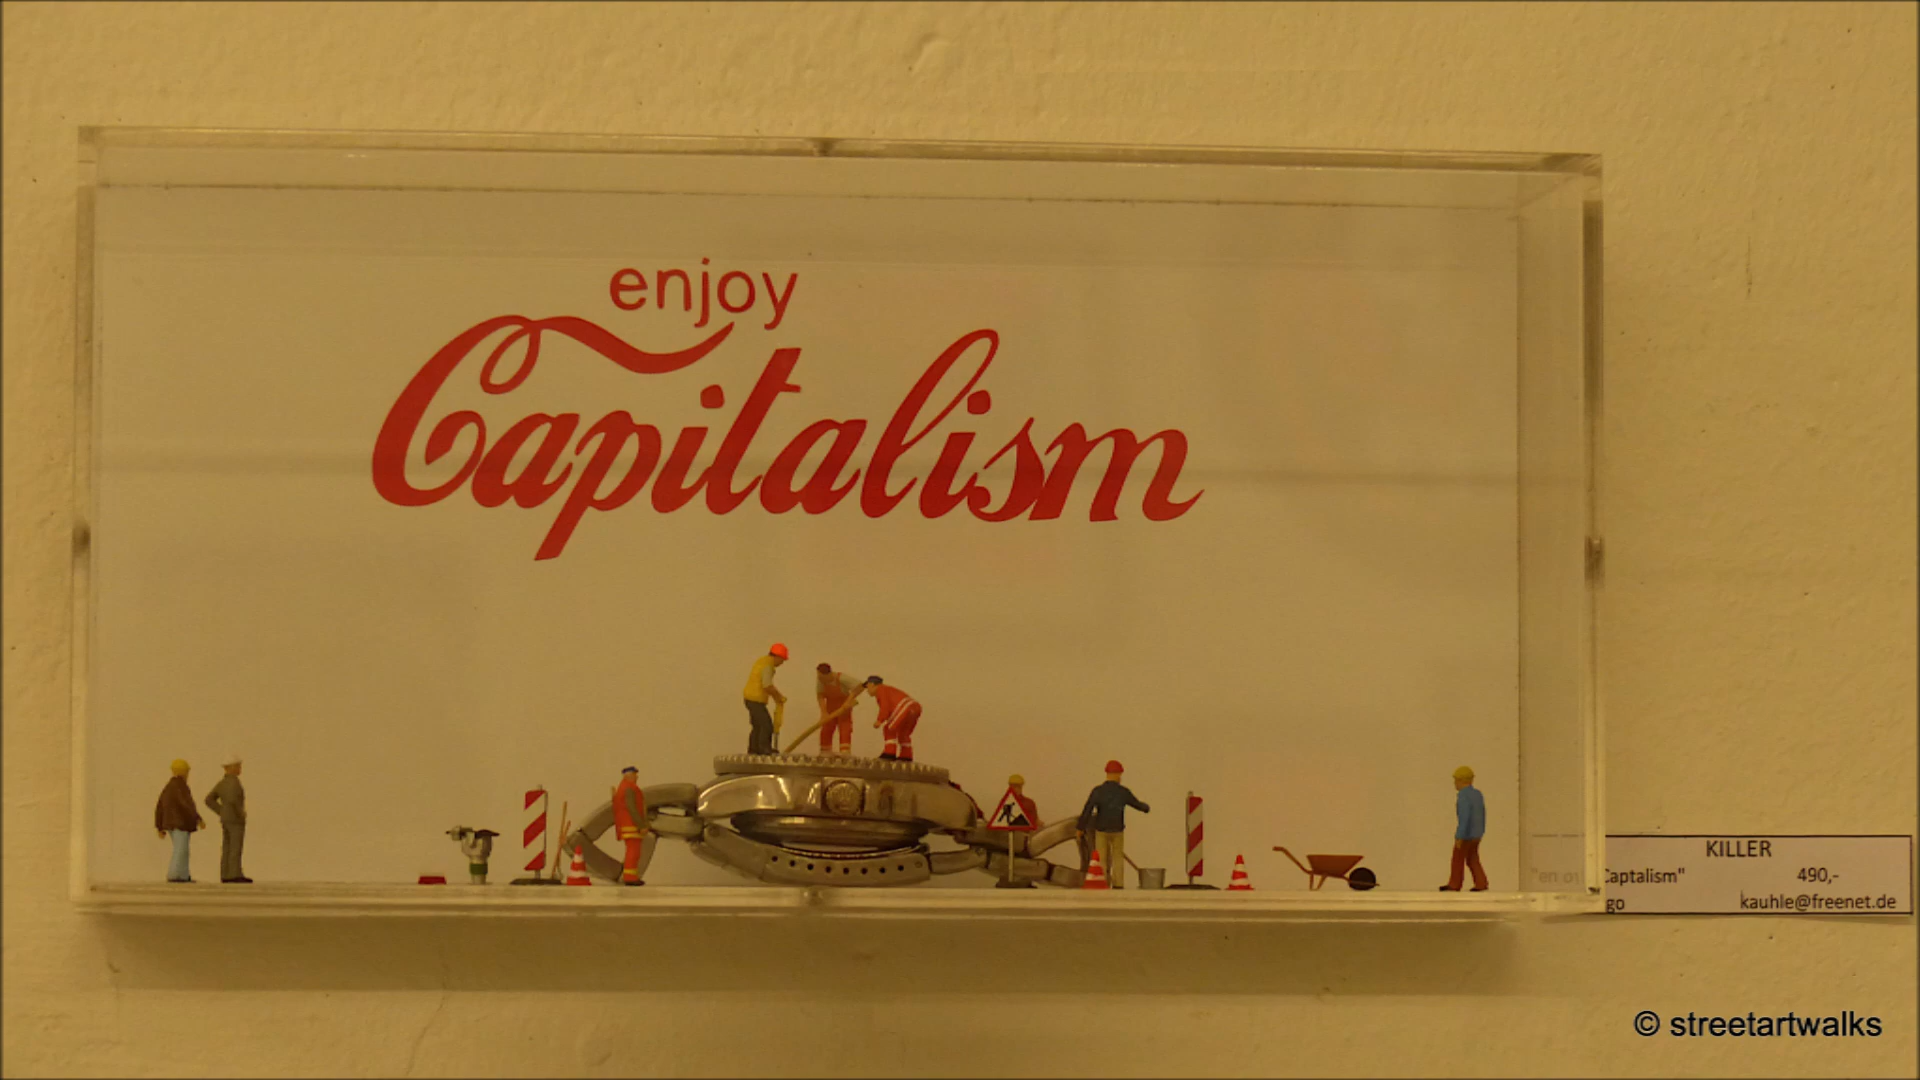 enjoy
Capitalism
KILLER
Captalism" 490,-
go kauhle@freenet.de
© streetartwalks